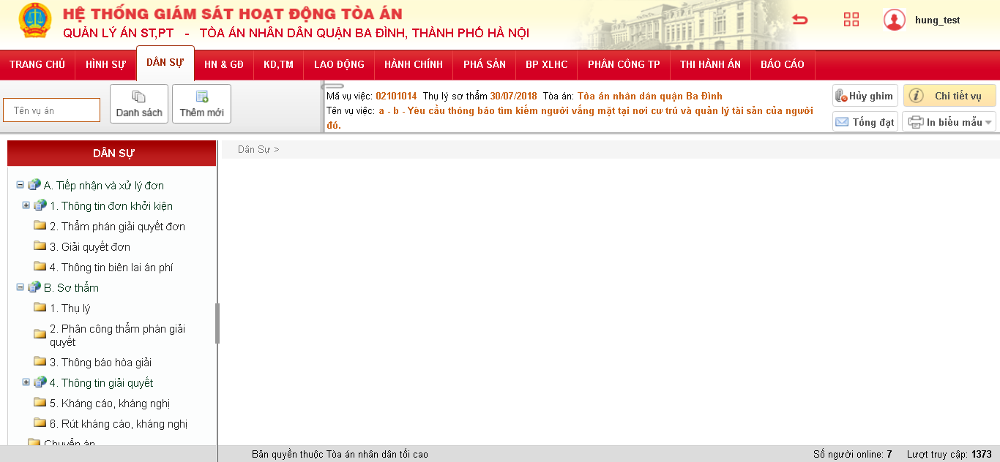 HỆ THỐNG GIÁM SÁT HOẠT ĐỘNG TÒA ÁN
QUẢN LÝ ÁN ST,PT - TÒA ÁN NHÂN DÂN QUẬN BA ĐÌNH, THÀNH PHỐ HÀ NỘI
hung_test
TRANG CHỦ HÌNH SỰ DÂN SỰ HN & GĐ KD,TM LAO ĐỘNG HÀNH CHÍNH PHÁ SẢN BP XLHC PHÂN CÔNG TP THI HÀNH ÁN BÁO CÁO
Tên vụ án
Danh sách
Thêm mới
Mã vụ việc: 02101014 Thụ lý sơ thẩm 30/07/2018 Tòa án: Tòa án nhân dân quận Ba Đình
Tên vụ việc: a - b - Yêu cầu thông báo tìm kiếm người vắng mặt tại nơi cư trú và quản lý tài sản của người
đó.
Hủy ghim
Chi tiết vụ
Tống đạt
In biểu mẫu
DÂN SỰ
Dân Sự >
A. Tiếp nhận và xử lý đơn
1. Thông tin đơn khởi kiện
2. Thẩm phán giải quyết đơn
3. Giải quyết đơn
4. Thông tin biên lai án phí
B. Sơ thẩm
1. Thụ lý
2. Phân công thẩm phán giải
quyết
3. Thông báo hòa giải
4. Thông tin giải quyết
5. Kháng cáo, kháng nghị
6. Rút kháng cáo, kháng nghị
Chuyển án
Bản quyền thuộc Tòa án nhân dân tối cao
Số người online: 7 Lượt truy cập: 1373